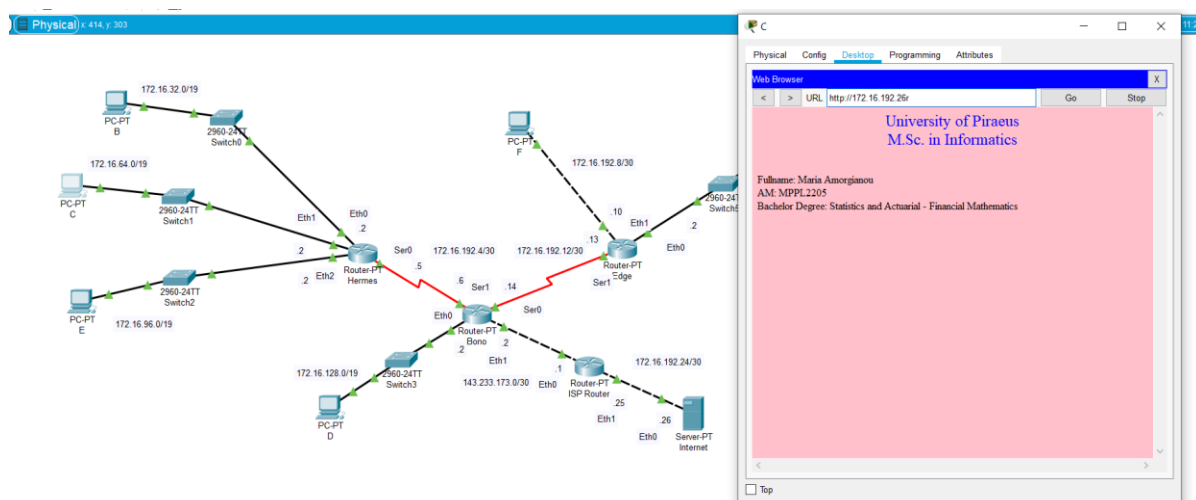 Physical x: 414, y: 303
172.16.32.0/19
PC-PT
B
2960-24TT
Switch0
172.16.64.0/19
PC-PT
C
2960-24TT
Switch1
Eth1
Eth0
.2
.2
Router-PT
Hermes
Eth2
.2
2960-24TT
Switch2
PC-PT
E
172.16.96.0/19
Ser0
.5
172.16.192.4/30
172.16.192.12/30
.6
Ser1
.14
Ser0
Eth0
Router-PT
Bono
.2
.2
Eth1
172.16.128.0/19
2960-24TT
Switch3
PC-PT
D
143.233.173.0/30
Eth0
.1
Router-PT
ISP Router
172.16.192.24/30
.25
Eth1
.26
Eth0
Server-PT
Internet
PC-PT
F
172.16.192.8/30
.10
Eth1
.13
.2
Eth0
Router-PT
Edge
Ser1
2960-24TT
Switch5
C
Physical Config Desktop Programming Attributes
Web Browser X
< > URL http://172.16.192.26r Go Stop
University of Piraeus
M.Sc. in Informatics
Fullname: Maria Amorgianou
AM: MPPL2205
Bachelor Degree: Statistics and Actuarial - Financial Mathematics
Top